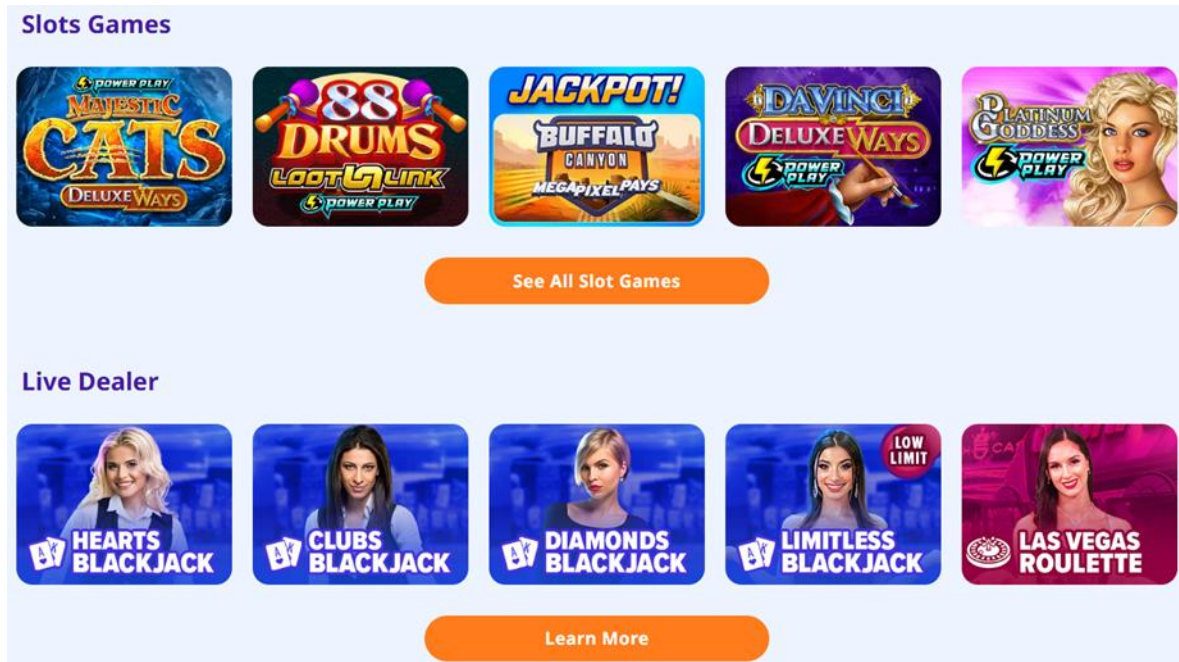 Slots Games
POWER PLAY
MAJESTIC
CATS
DELUXE WAYS
88
DRUMS
LOOT LINK
POWER PLAY
JACKPOT!
BUFFALO
CANYON
MEGAPIXEL PAYS
DAVINCI
DELUXE WAYS
POWER
PLAY
PLATINUM
GODDESS
POWER
PLAY
See All Slot Games
Live Dealer
HEARTS
BLACKJACK
CLUBS
BLACKJACK
DIAMONDS
BLACKJACK
LOW
LIMIT
LIMITLESS
BLACKJACK
LAS VEGAS
ROULETTE
Learn More